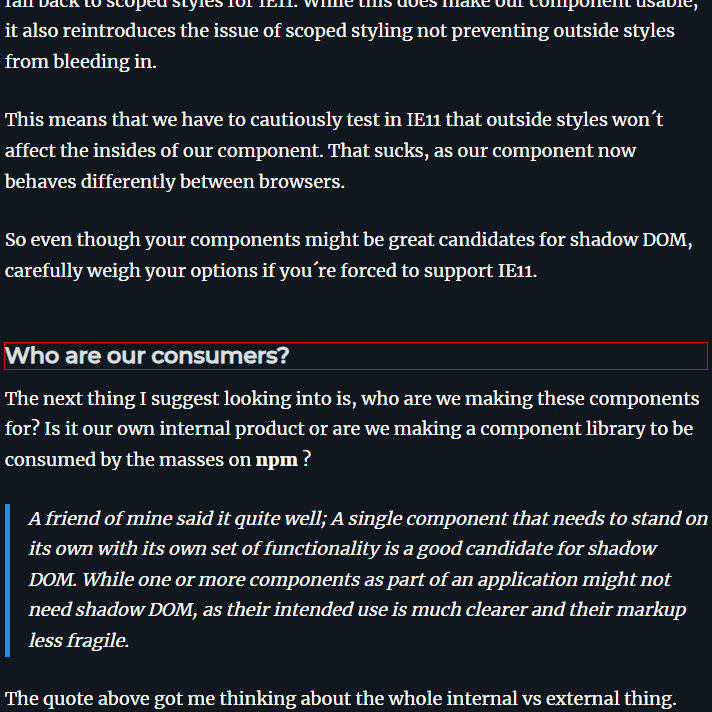 fall back to scoped styles for IE11. While this does make our component usable,
it also reintroduces the issue of scoped styling not preventing outside styles
from bleeding in.
This means that we have to cautiously test in IE11 that outside styles won´t
affect the insides of our component. That sucks, as our component now
behaves differently between browsers.
So even though your components might be great candidates for shadow DOM,
carefully weigh your options if you´re forced to support IE11.
Who are our consumers?
The next thing I suggest looking into is, who are we making these components
for? Is it our own internal product or are we making a component library to be
consumed by the masses on npm ?
A friend of mine said it quite well; A single component that needs to stand on
its own with its own set of functionality is a good candidate for shadow
DOM. While one or more components as part of an application might not
need shadow DOM, as their intended use is much clearer and their markup
less fragile.
The quote above got me thinking about the whole internal vs external thing.